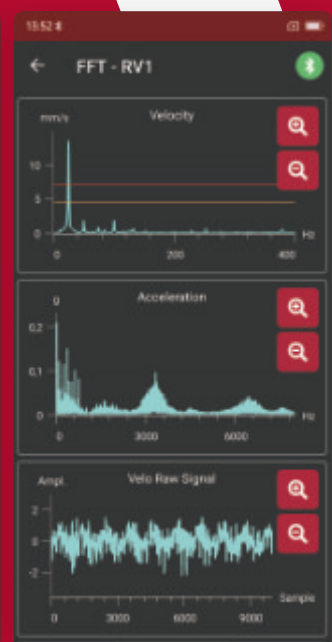 13:52
FFT - RV1
mm/s Velocity
10
5
0 Hz
0 200 400
g Acceleration
0,2
0,1
0
0 3000 6000 Hz
Ampl. Velo Raw Signal
2
0
-2
Sample
0 3000 6000 9000